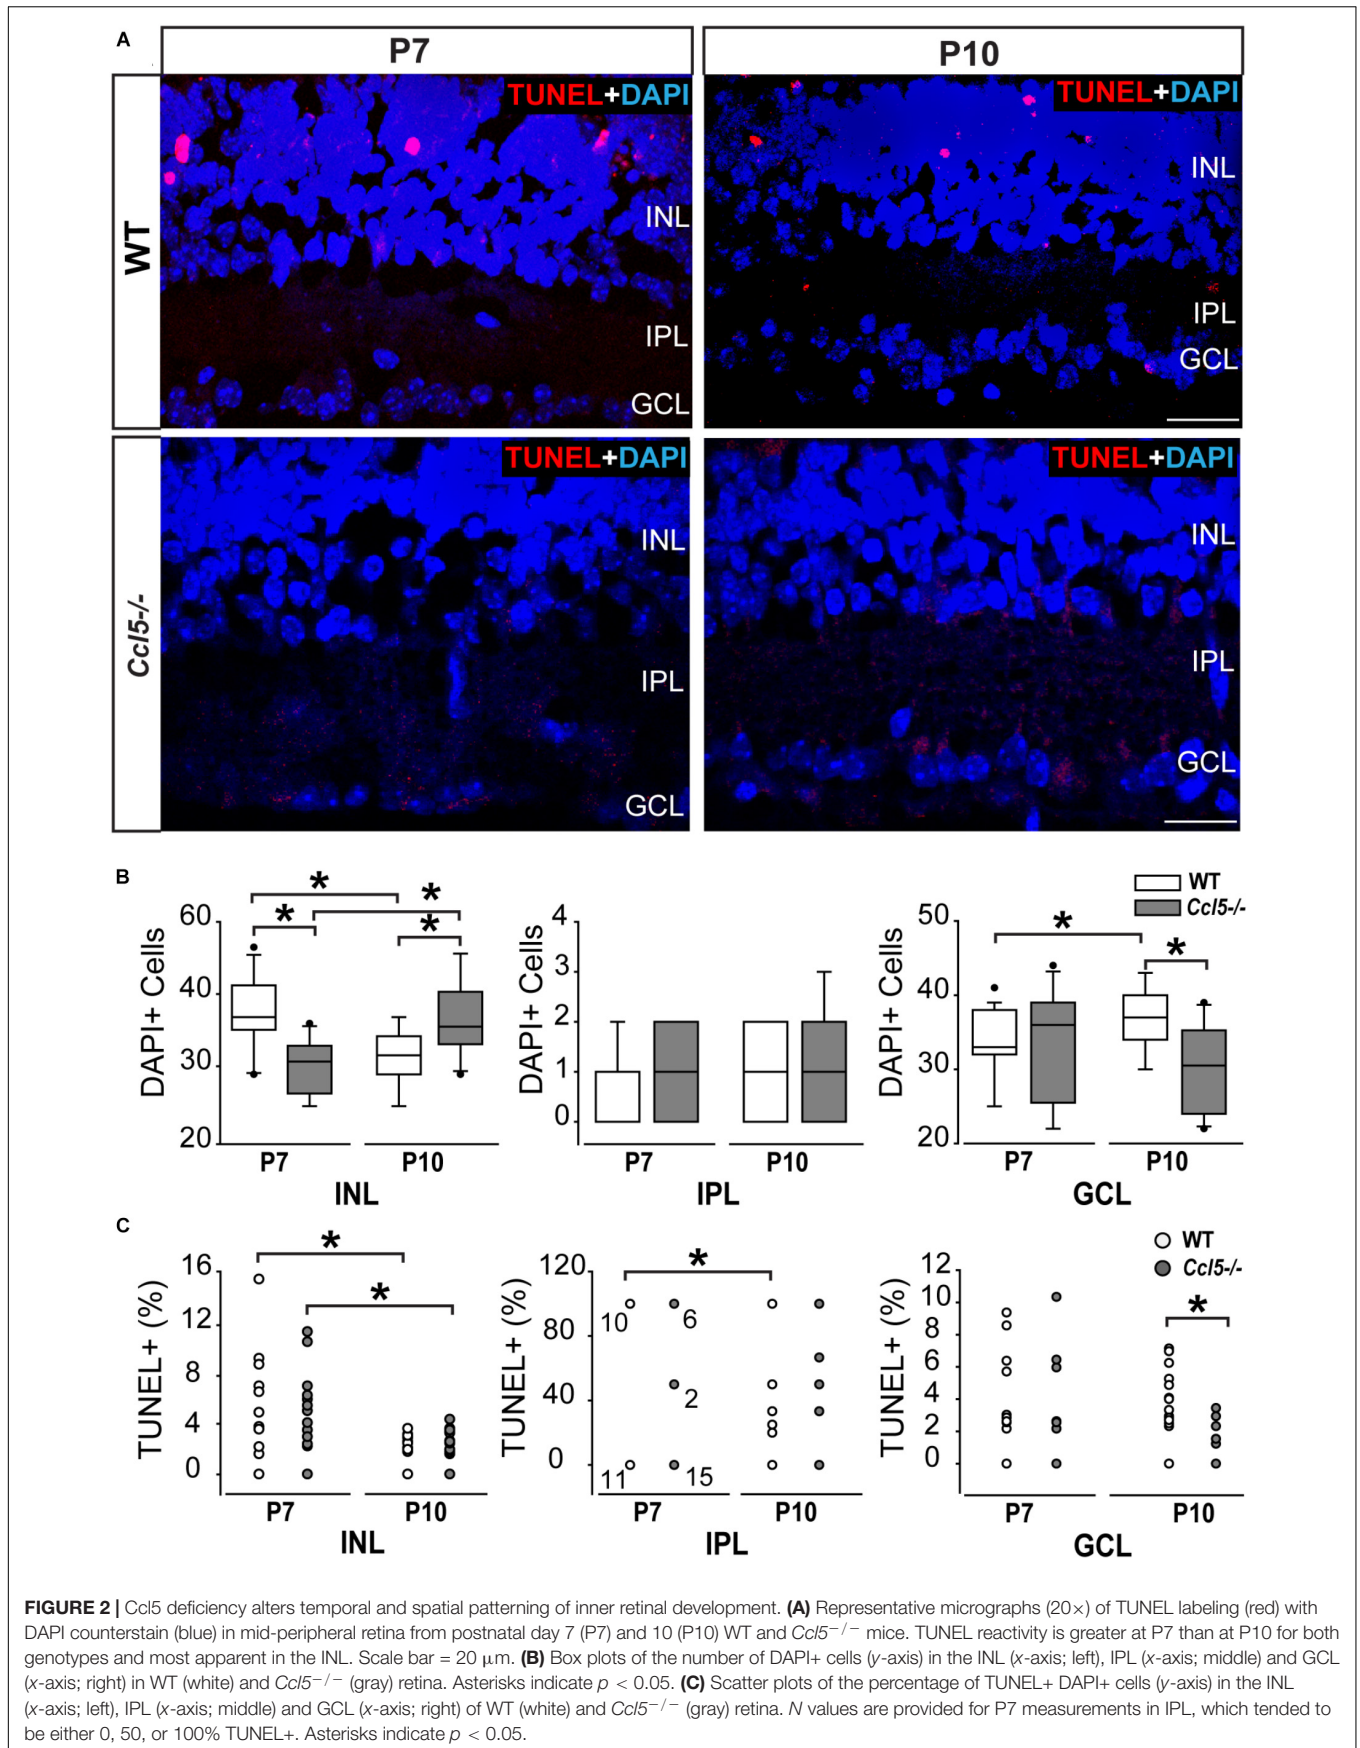 A
P7
P10
WT
TUNEL+DAPI
INL
IPL
GCL
TUNEL+DAPI
INL
IPL
GCL
Ccl5-/-
TUNEL+DAPI
INL
IPL
GCL
TUNEL+DAPI
INL
IPL
GCL
B
DAPI+ Cells
60
40
30
20
* * * *
P7 P10
INL
DAPI+ Cells
4
3
2
1
0
P7 P10
IPL
WT
Ccl5-/-
DAPI+ Cells
50
40
30
20
* *
P7 P10
GCL
C
TUNEL+ (%)
16
12
8
4
0
* *
P7 P10
INL
TUNEL+ (%)
120
80
40
0
*
10 6
2
11 15
P7 P10
IPL
WT
Ccl5-/-
TUNEL+ (%)
12
10
8
6
4
2
0
*
P7 P10
GCL
FIGURE 2 | Ccl5 deficiency alters temporal and spatial patterning of inner retinal development. (A) Representative micrographs (20×) of TUNEL labeling (red) with
DAPI counterstain (blue) in mid-peripheral retina from postnatal day 7 (P7) and 10 (P10) WT and Ccl5−/− mice. TUNEL reactivity is greater at P7 than at P10 for both
genotypes and most apparent in the INL. Scale bar = 20 μm. (B) Box plots of the number of DAPI+ cells (y-axis) in the INL (x-axis; left), IPL (x-axis; middle) and GCL
(x-axis; right) in WT (white) and Ccl5−/− (gray) retina. Asterisks indicate p < 0.05. (C) Scatter plots of the percentage of TUNEL+ DAPI+ cells (y-axis) in the INL
(x-axis; left), IPL (x-axis; middle) and GCL (x-axis; right) of WT (white) and Ccl5−/− (gray) retina. N values are provided for P7 measurements in IPL, which tended to
be either 0, 50, or 100% TUNEL+. Asterisks indicate p < 0.05.